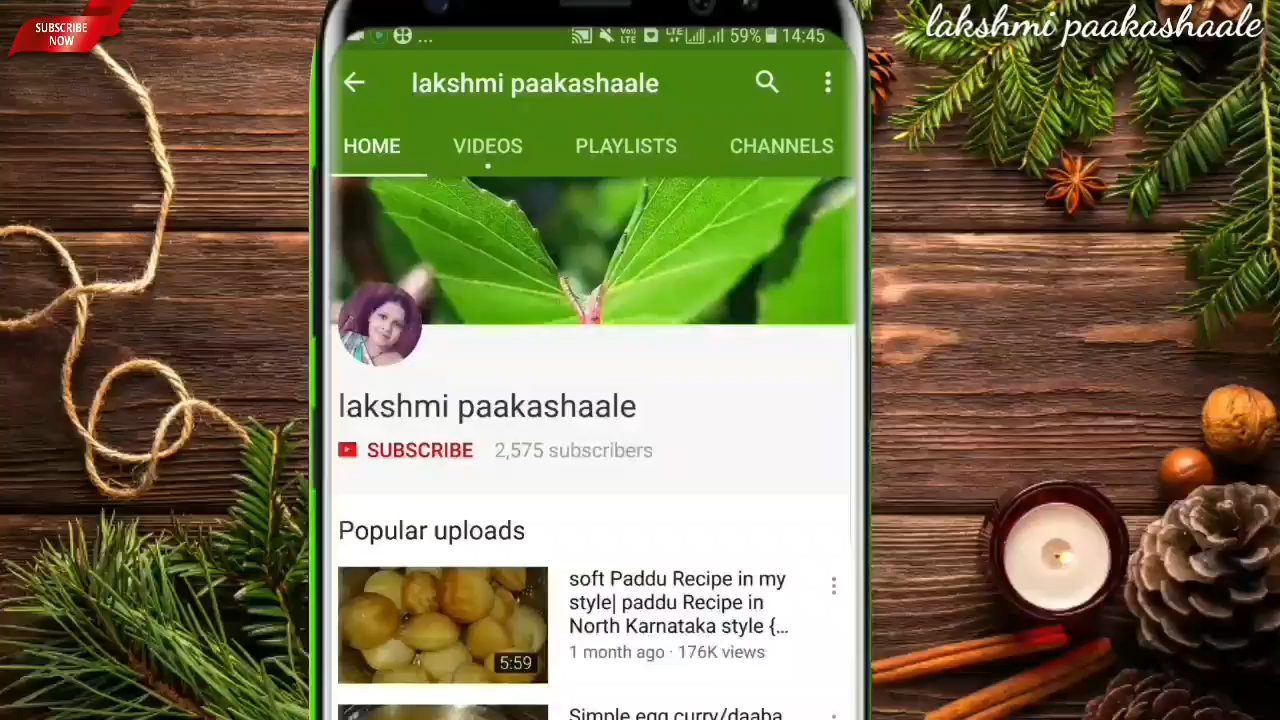 SUBSCRIBE
NOW
lakshmi paakashaale
... 59% 14:45
lakshmi paakashaale
HOME VIDEOS PLAYLISTS CHANNELS
lakshmi paakashaale
SUBSCRIBE 2,575 subscribers
Popular uploads
soft Paddu Recipe in my
style| paddu Recipe in
North Karnataka style {...
1 month ago · 176K views
5:59
Simple egg curry/daaba